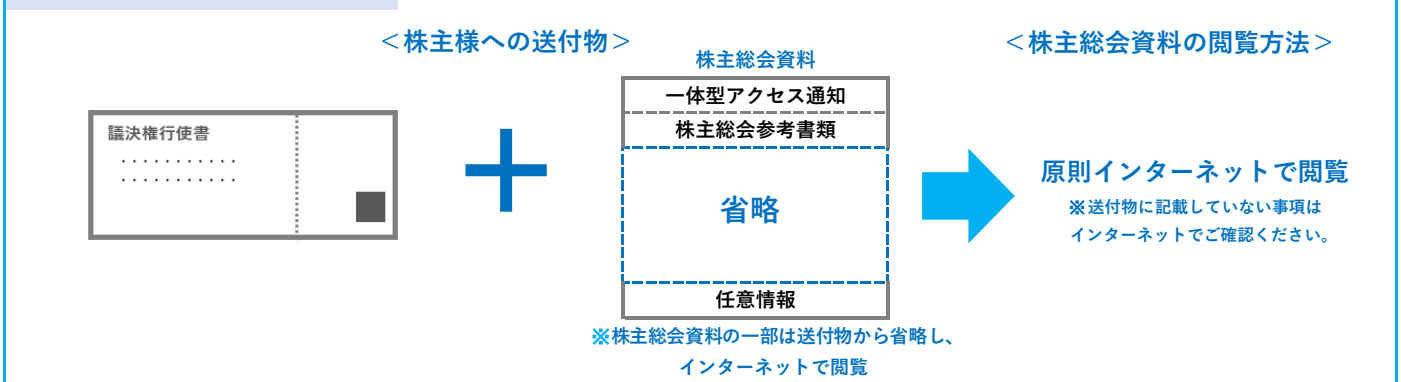 ＜株主様への送付物＞
議決権行使書
・・・・・・・・・・・
・・・・・・・・・・・
株主総会資料
一体型アクセス通知
株主総会参考書類
省略
任意情報
※株主総会資料の一部は送付物から省略し、
インターネットで閲覧
＜株主総会資料の閲覧方法＞
原則インターネットで閲覧
※送付物に記載していない事項は
インターネットでご確認ください。